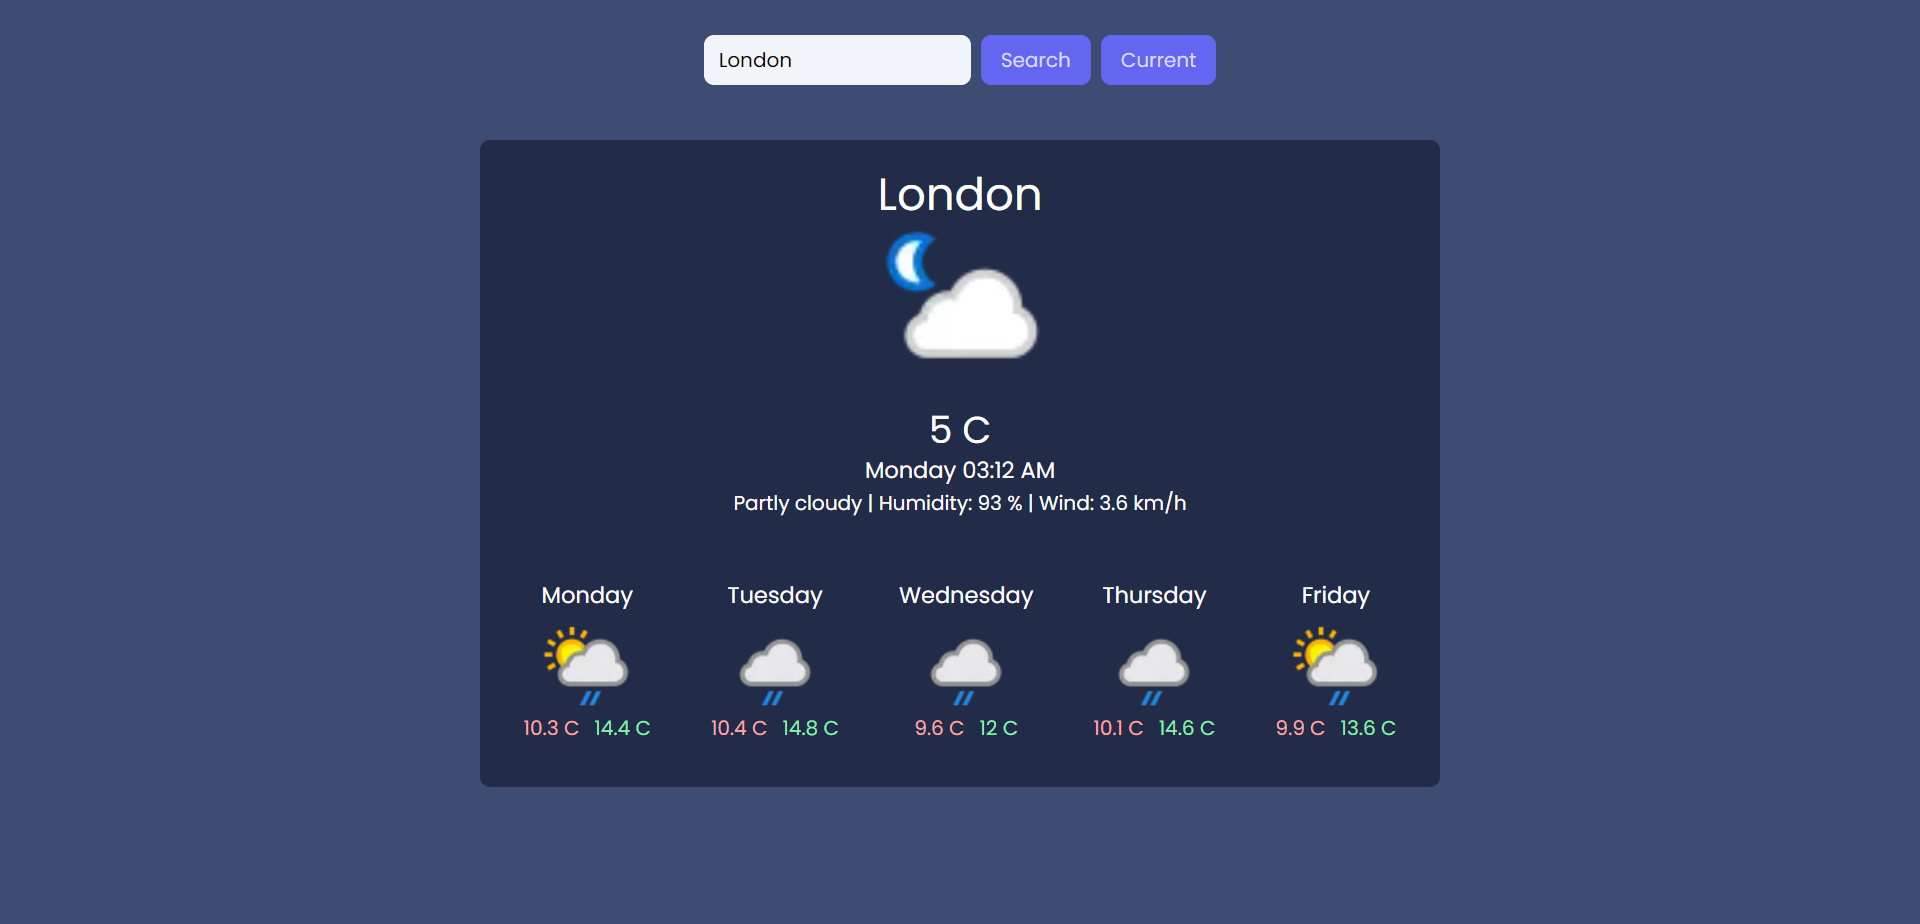 London Search Current
London
5 C
Monday 03:12 AM
Partly cloudy | Humidity: 93 % | Wind: 3.6 km/h
Monday Tuesday Wednesday Thursday Friday
10.3 C 14.4 C 10.4 C 14.8 C 9.6 C 12 C 10.1 C 14.6 C 9.9 C 13.6 C